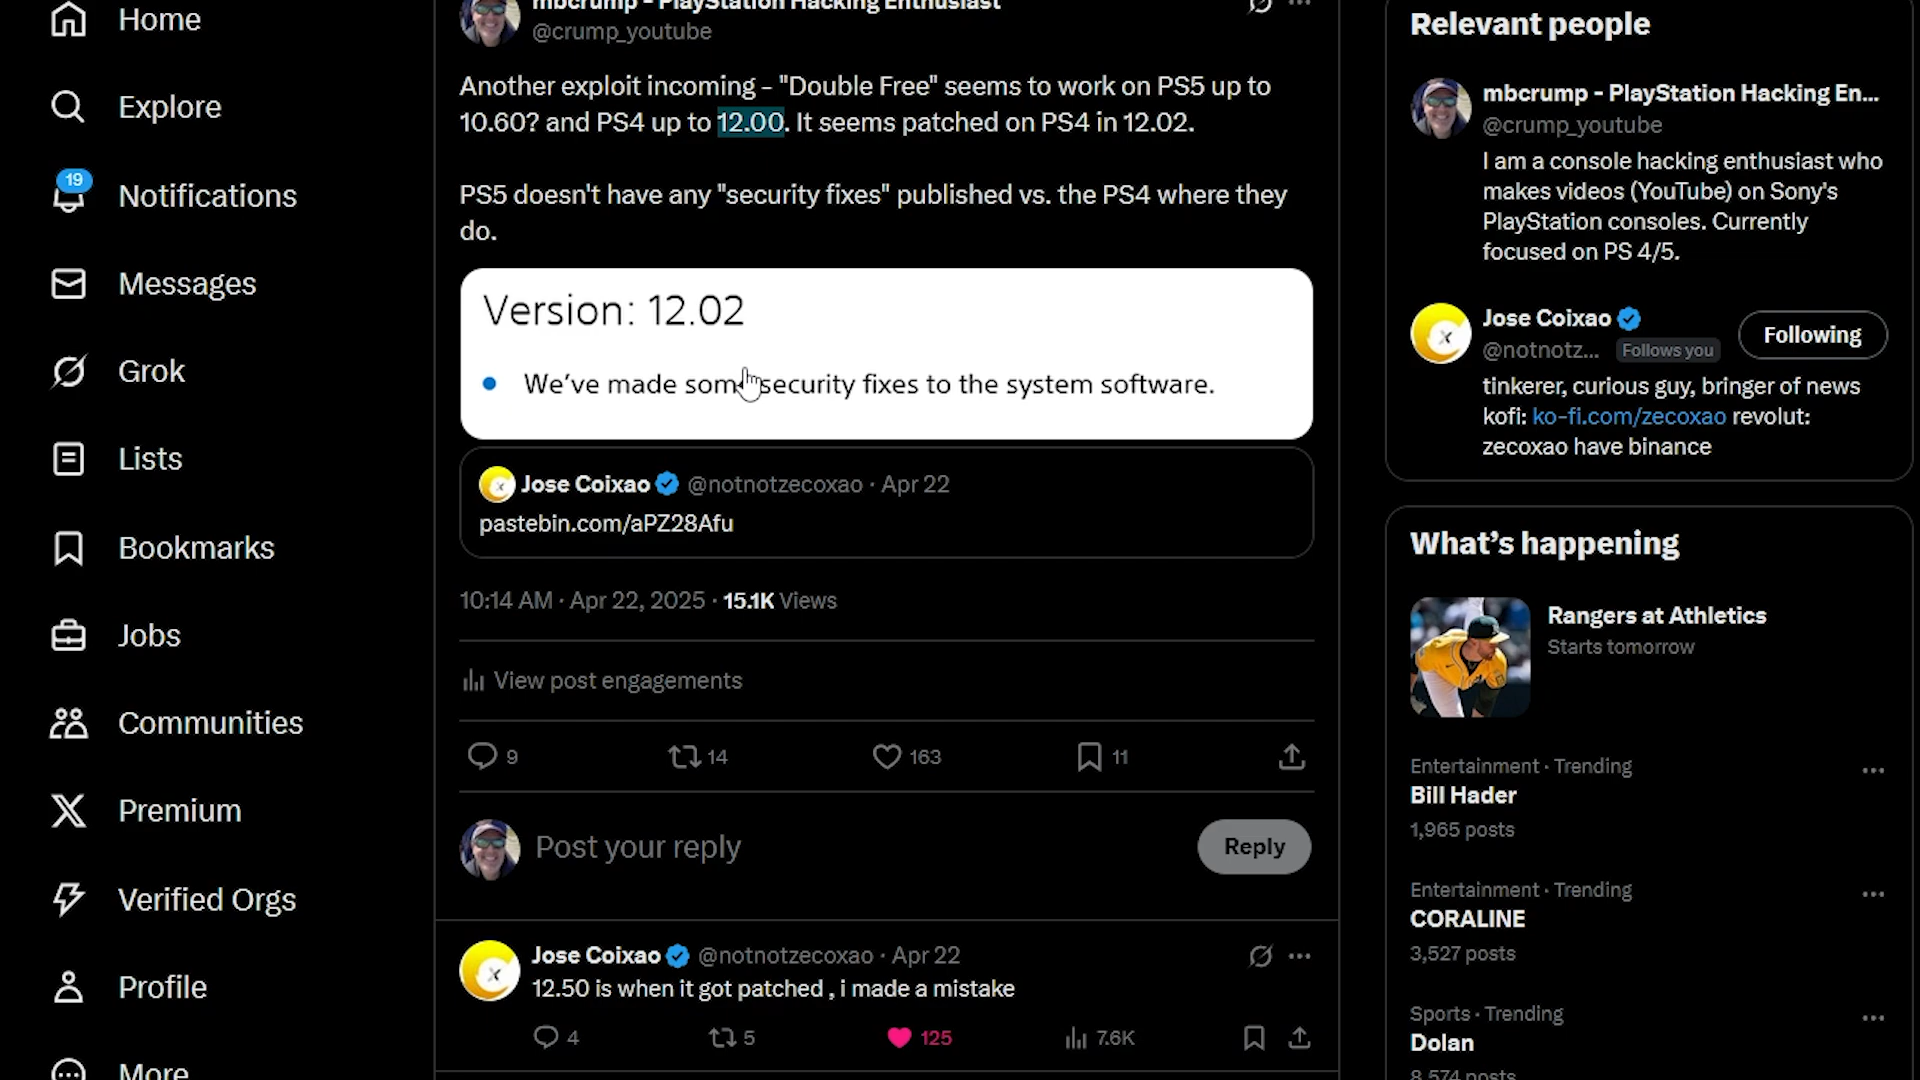 Home
Explore
19
Notifications
Messages
Grok
Lists
Bookmarks
Jobs
Communities
Premium
Verified Orgs
Profile
More
mbcrump - PlayStation Hacking Enthusiast
@crump_youtube
Another exploit incoming - "Double Free" seems to work on PS5 up to
10.60? and PS4 up to 12.00. It seems patched on PS4 in 12.02.
PS5 doesn't have any "security fixes" published vs. the PS4 where they
do.
Version: 12.02
We've made some security fixes to the system software.
Jose Coixao @notnotzecoxao · Apr 22
pastebin.com/aPZ28Afu
10:14 AM · Apr 22, 2025 · 15.1K Views
View post engagements
9 14 163 11
Post your reply
Reply
Jose Coixao @notnotzecoxao · Apr 22
12.50 is when it got patched , i made a mistake
4 5 125 7.6K
Relevant people
mbcrump - PlayStation Hacking En...
@crump_youtube
I am a console hacking enthusiast who
makes videos (YouTube) on Sony's
PlayStation consoles. Currently
focused on PS 4/5.
Jose Coixao
@notnotz... Follows you
Following
tinkerer, curious guy, bringer of news
kofi: ko-fi.com/zecoxao revolut:
zecoxao have binance
What's happening
Rangers at Athletics
Starts tomorrow
Entertainment · Trending
Bill Hader
1,965 posts
Entertainment · Trending
CORALINE
3,527 posts
Sports · Trending
Dolan
8,574 posts